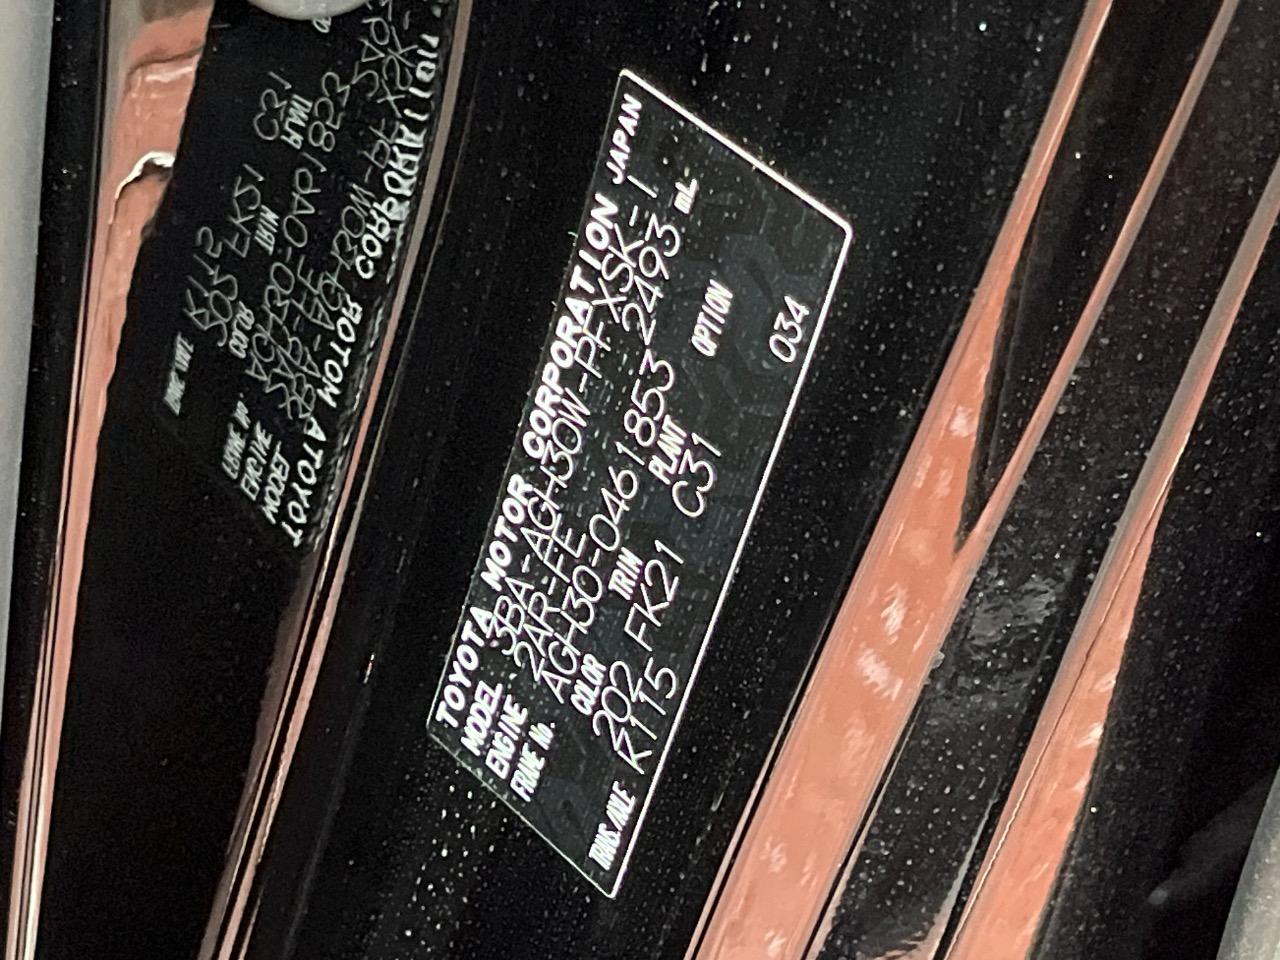 TOYOTA MOTOR CORPORATION JAPAN
MODEL 3BA-AGH30W-PFXSK-1
ENGINE 2AR-FE 2493 mL
FRAME No. AGH30-0461853
COLOR TRIM PLANT OPTION
202 FK21 C31
TRANS./AXLE K115 034